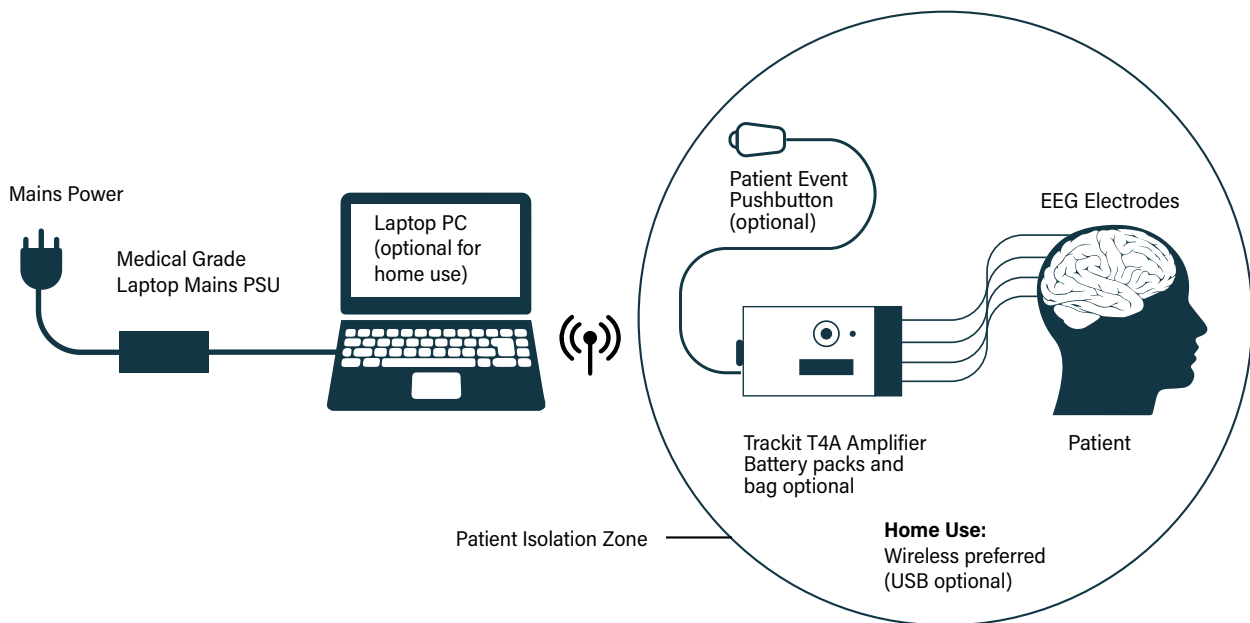 Mains Power
Medical Grade
Laptop Mains PSU
Laptop PC
(optional for
home use)
Patient Event
Pushbutton
(optional)
EEG Electrodes
Trackit T4A Amplifier
Battery packs and
bag optional
Patient
Patient Isolation Zone
Home Use:
Wireless preferred
(USB optional)